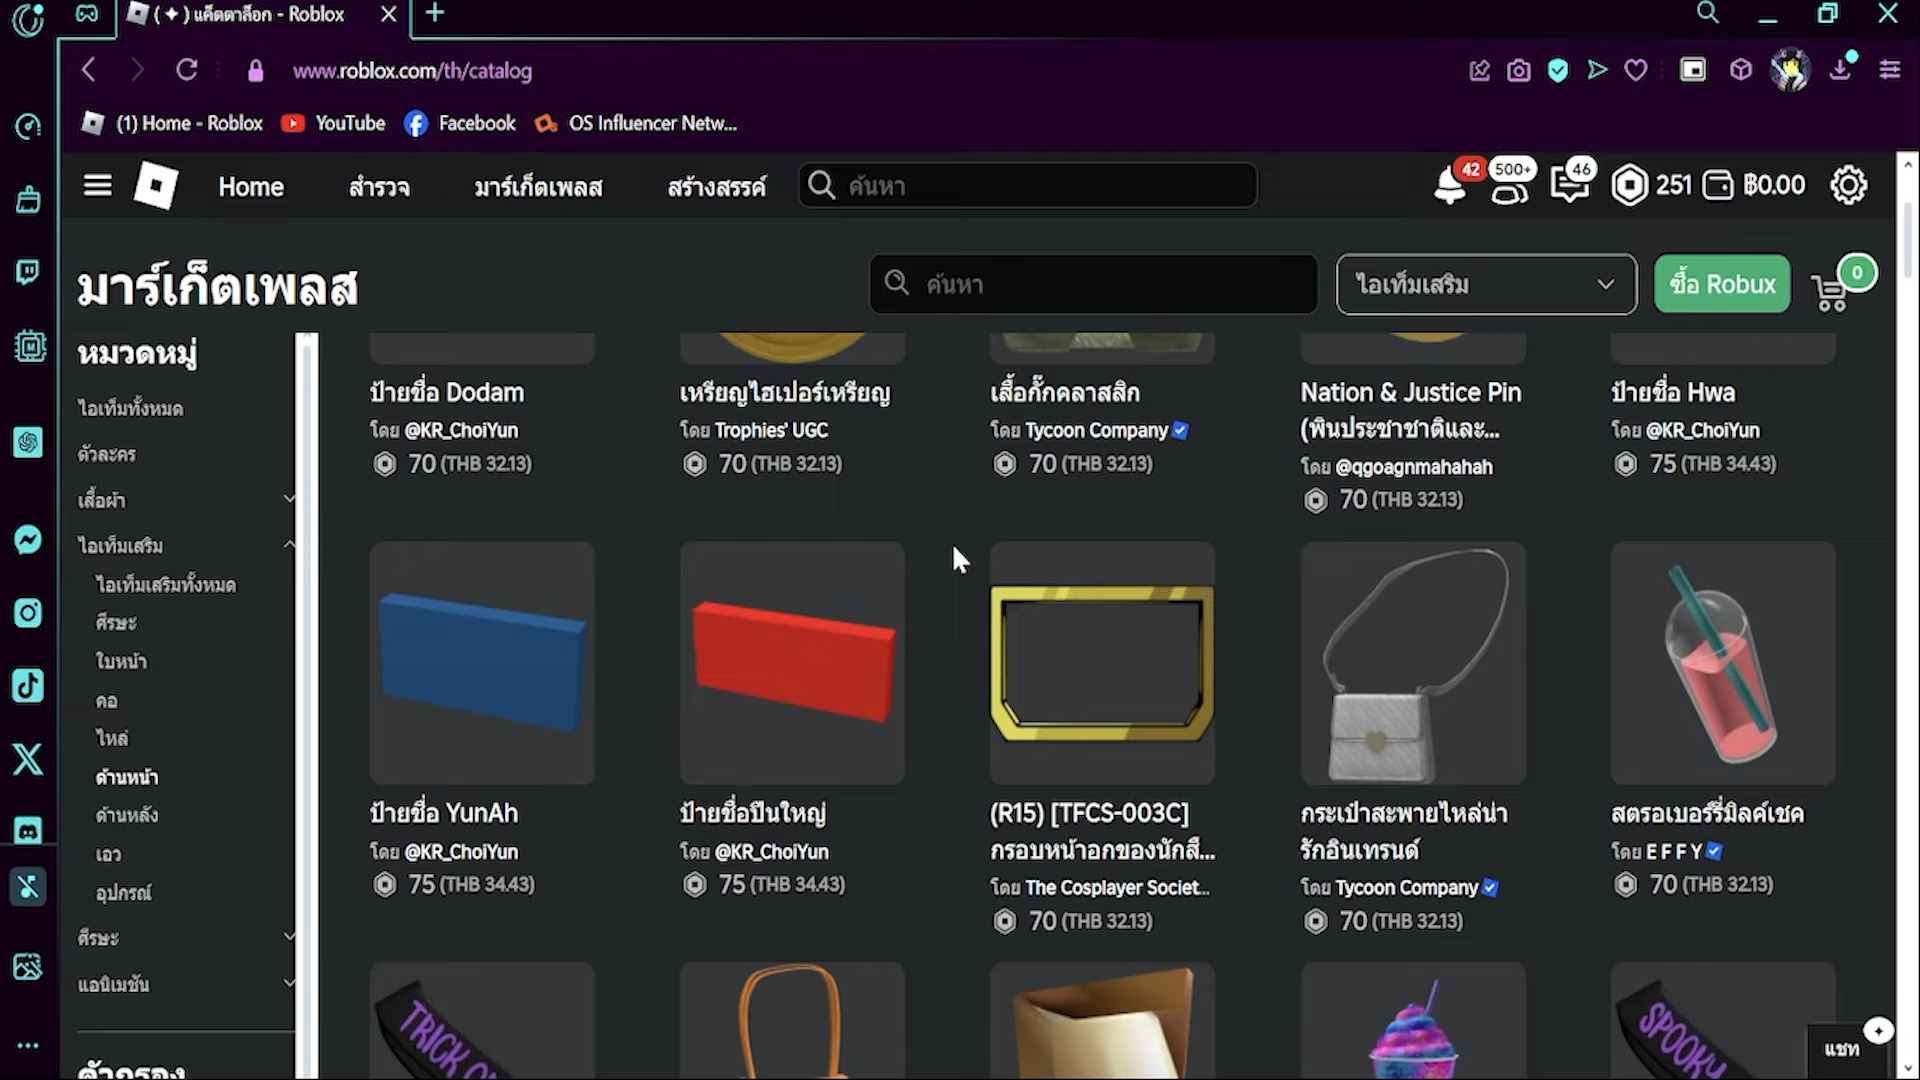 ( ✦ ) แค็ตตาล็อก - Roblox
www.roblox.com/th/catalog
(1) Home - Roblox
YouTube
Facebook
OS Influencer Netw...
Home
สำรวจ
มาร์เก็ตเพลส
สร้างสรรค์
ค้นหา
42
500+
46
251
฿0.00
มาร์เก็ตเพลส
ค้นหา
ไอเท็มเสริม
ซื้อ Robux
0
หมวดหมู่
ไอเท็มทั้งหมด
ตัวละคร
เสื้อผ้า
ไอเท็มเสริม
ไอเท็มเสริมทั้งหมด
ศีรษะ
ใบหน้า
คอ
ไหล่
ด้านหน้า
ด้านหลัง
เอว
อุปกรณ์
ศีรษะ
แอนิเมชัน
ตัวกรอง
ป้ายชื่อ Dodam
โดย @KR_ChoiYun
70 (THB 32.13)
เหรียญไฮเปอร์เหรียญ
โดย Trophies' UGC
70 (THB 32.13)
เสื้อกั๊กคลาสสิก
โดย Tycoon Company
70 (THB 32.13)
Nation & Justice Pin
(พินประชาชาติและ...
โดย @qgoagnmahahah
70 (THB 32.13)
ป้ายชื่อ Hwa
โดย @KR_ChoiYun
75 (THB 34.43)
ป้ายชื่อ YunAh
โดย @KR_ChoiYun
75 (THB 34.43)
ป้ายชื่อปืนใหญ่
โดย @KR_ChoiYun
75 (THB 34.43)
(R15) [TFCS-003C]
กรอบหน้าอกของนักสื...
โดย The Cosplayer Societ...
70 (THB 32.13)
กระเป๋าสะพายไหล่น่า
รักอินเทรนด์
โดย Tycoon Company
70 (THB 32.13)
สตรอเบอร์รี่มิลค์เชค
โดย E F F Y
70 (THB 32.13)
TRICK O
SPOOKY
แชท